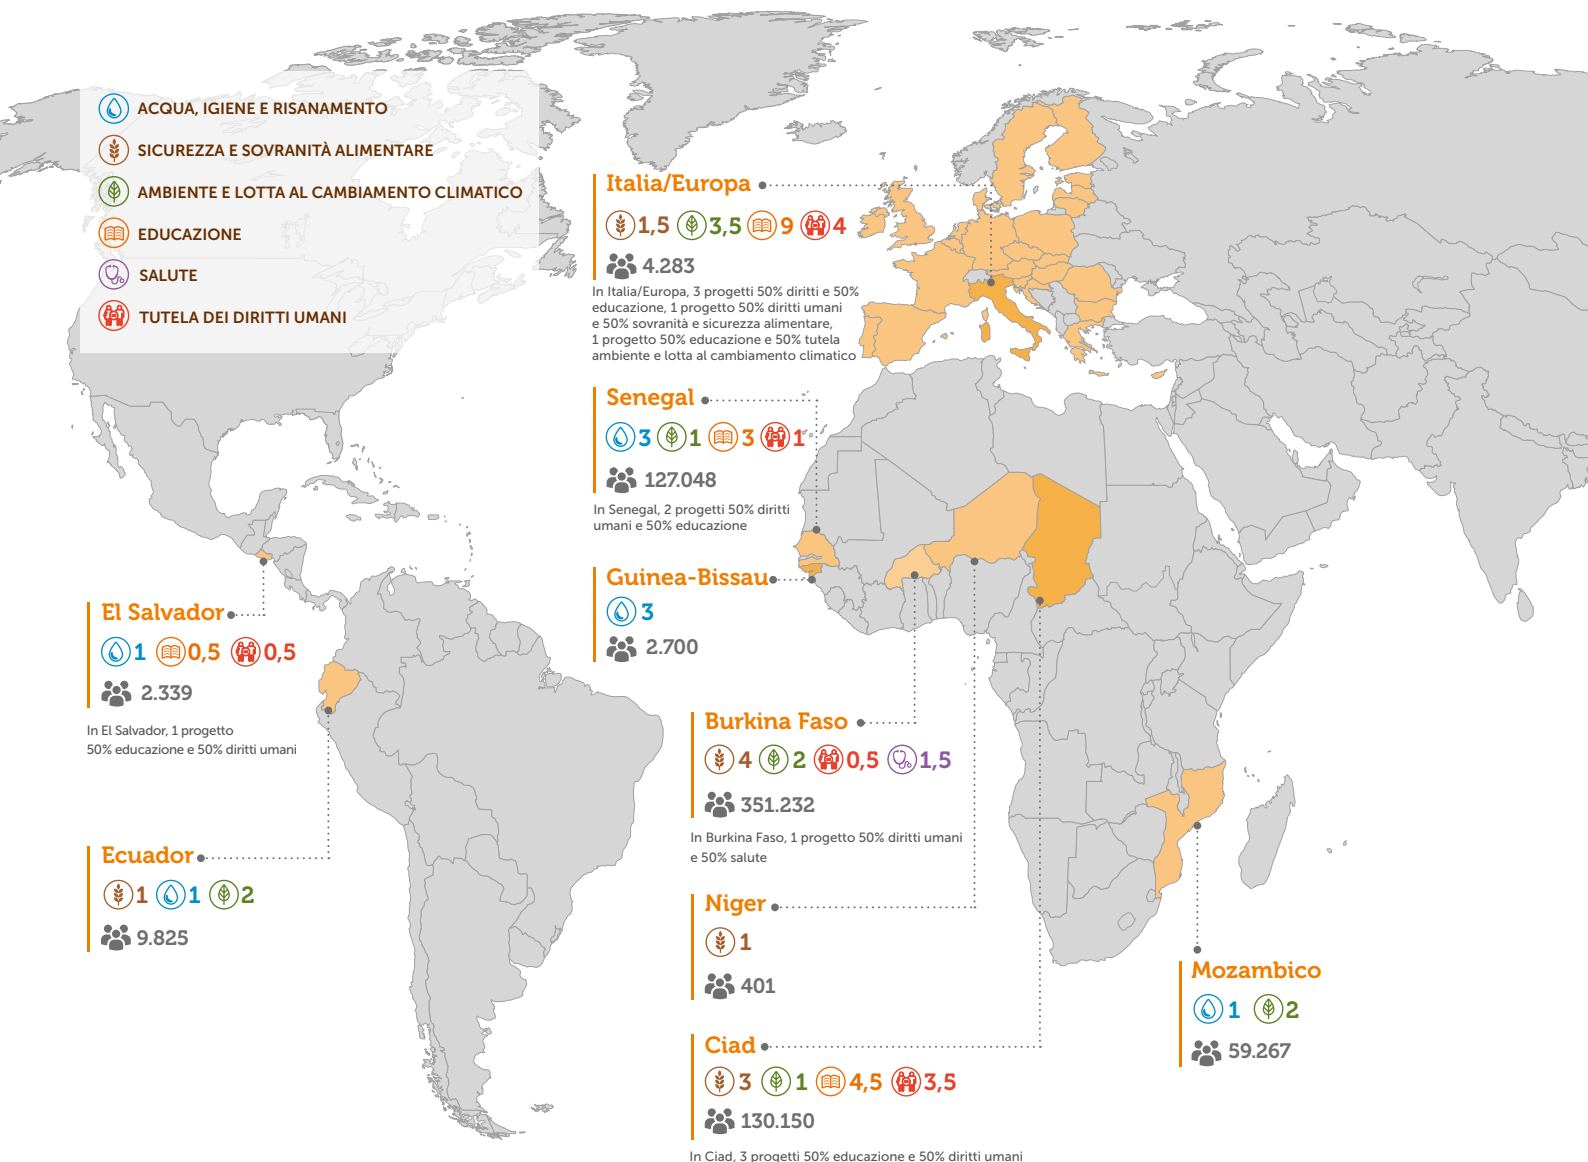 ACQUA, IGIENE E RISANAMENTO
SICUREZZA E SOVRANITÀ ALIMENTARE
AMBIENTE E LOTTA AL CAMBIAMENTO CLIMATICO
EDUCAZIONE
SALUTE
TUTELA DEI DIRITTI UMANI
Italia/Europa
1,5 3,5 9 4
4.283
In Italia/Europa, 3 progetti 50% diritti e 50%
educazione, 1 progetto 50% diritti umani
e 50% sovranità e sicurezza alimentare,
1 progetto 50% educazione e 50% tutela
ambiente e lotta al cambiamento climatico
Senegal
3 1 3 1
127.048
In Senegal, 2 progetti 50% diritti
umani e 50% educazione
Guinea-Bissau
3
2.700
El Salvador
1 0,5 0,5
2.339
In El Salvador, 1 progetto
50% educazione e 50% diritti umani
Ecuador
1 1 2
9.825
Burkina Faso
4 2 0,5 1,5
351.232
In Burkina Faso, 1 progetto 50% diritti umani
e 50% salute
Niger
1
401
Ciad
3 1 4,5 3,5
130.150
In Ciad, 3 progetti 50% educazione e 50% diritti umani
Mozambico
1 2
59.267